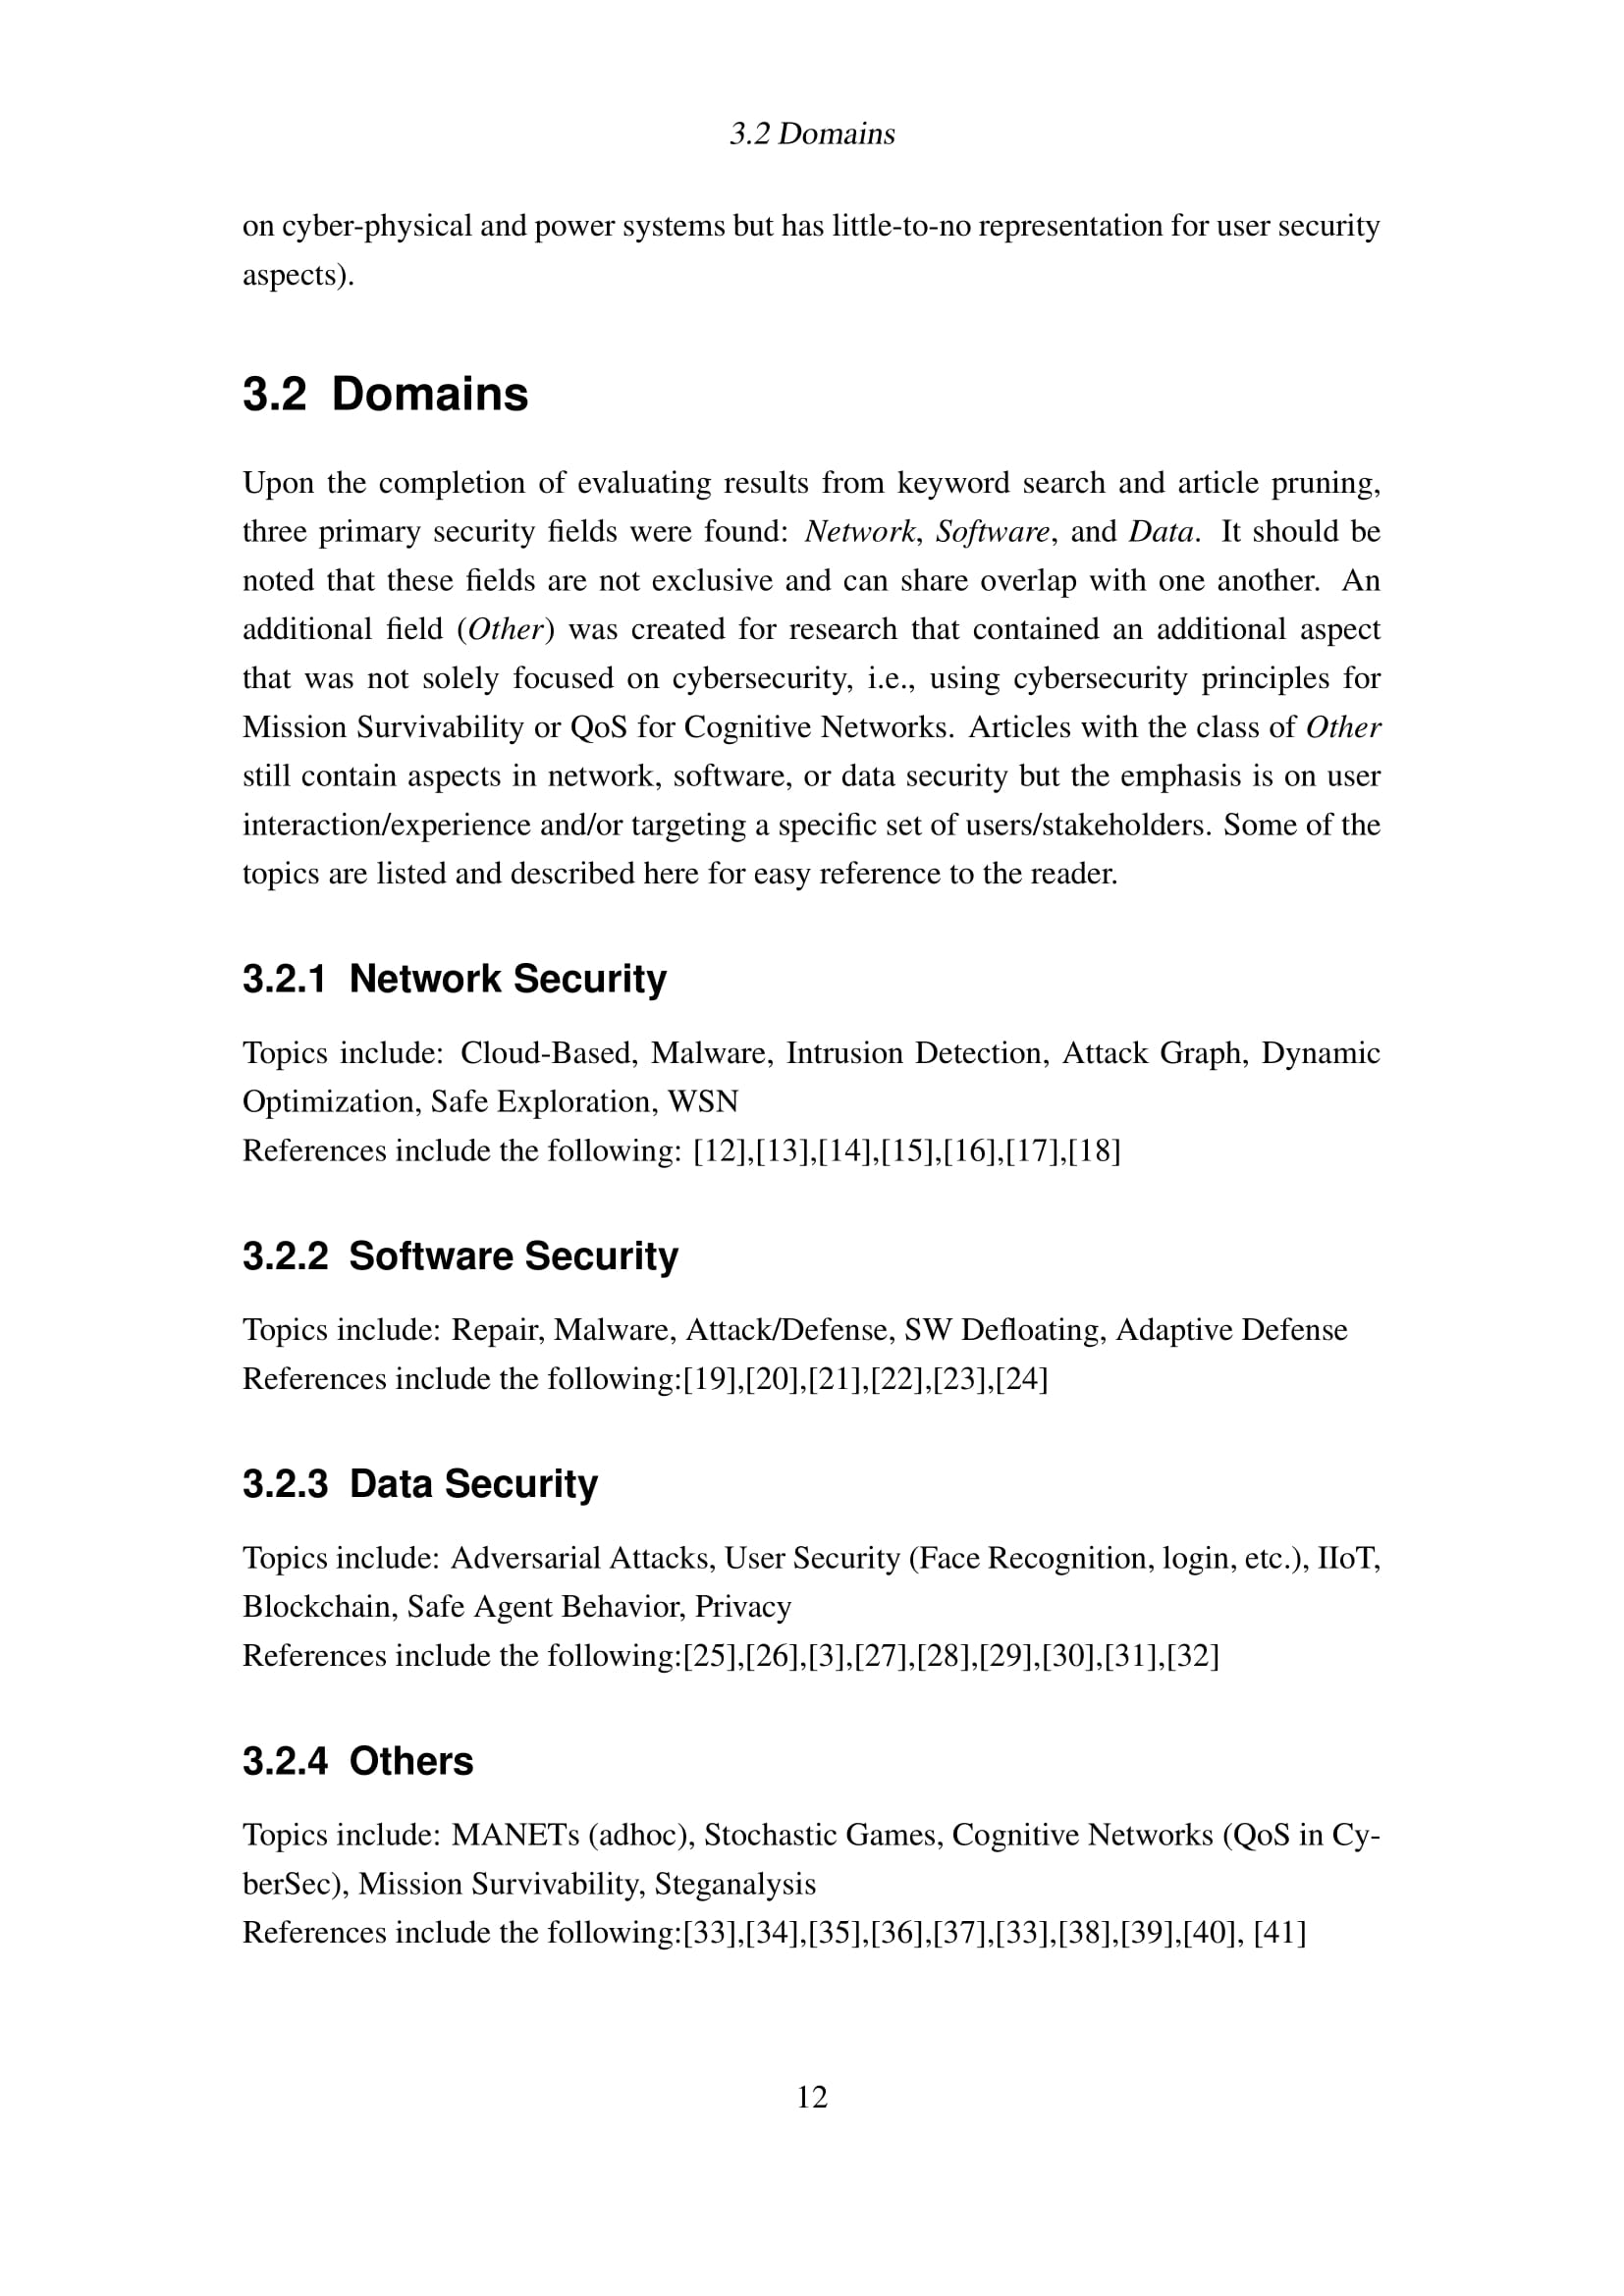 3.2 Domains
on cyber-physical and power systems but has little-to-no representation for user security
aspects).
3.2 Domains
Upon the completion of evaluating results from keyword search and article pruning,
three primary security fields were found: Network, Software, and Data. It should be
noted that these fields are not exclusive and can share overlap with one another. An
additional field (Other) was created for research that contained an additional aspect
that was not solely focused on cybersecurity, i.e., using cybersecurity principles for
Mission Survivability or QoS for Cognitive Networks. Articles with the class of Other
still contain aspects in network, software, or data security but the emphasis is on user
interaction/experience and/or targeting a specific set of users/stakeholders. Some of the
topics are listed and described here for easy reference to the reader.
3.2.1 Network Security
Topics include: Cloud-Based, Malware, Intrusion Detection, Attack Graph, Dynamic
Optimization, Safe Exploration, WSN
References include the following: [12],[13],[14],[15],[16],[17],[18]
3.2.2 Software Security
Topics include: Repair, Malware, Attack/Defense, SW Defloating, Adaptive Defense
References include the following:[19],[20],[21],[22],[23],[24]
3.2.3 Data Security
Topics include: Adversarial Attacks, User Security (Face Recognition, login, etc.), IIoT,
Blockchain, Safe Agent Behavior, Privacy
References include the following:[25],[26],[3],[27],[28],[29],[30],[31],[32]
3.2.4 Others
Topics include: MANETs (adhoc), Stochastic Games, Cognitive Networks (QoS in Cy-
berSec), Mission Survivability, Steganalysis
References include the following:[33],[34],[35],[36],[37],[33],[38],[39],[40], [41]
12